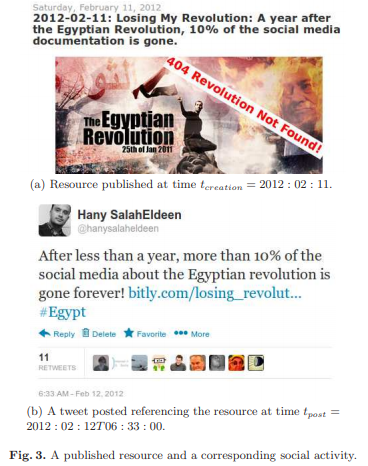 Saturday, February 11, 2012
2012-02-11: Losing My Revolution: A year after
the Egyptian Revolution, 10% of the social media
documentation is gone.
404 Revolution Not Found!
The Egyptian
Revolution
25th of Jan 2011
(a) Resource published at time tcreation = 2012 : 02 : 11.
Hany SalahEldeen
@hanysalaheldeen
After less than a year, more than 10% of the
social media about the Egyptian revolution is
gone forever! bitly.com/losing_revolut...
#Egypt
Reply Delete Favorite More
11
RETWEETS
6:33 AM - Feb 12, 2012
(b) A tweet posted referencing the resource at time tpost =
2012 : 02 : 12T06 : 33 : 00.
Fig. 3. A published resource and a corresponding social activity.